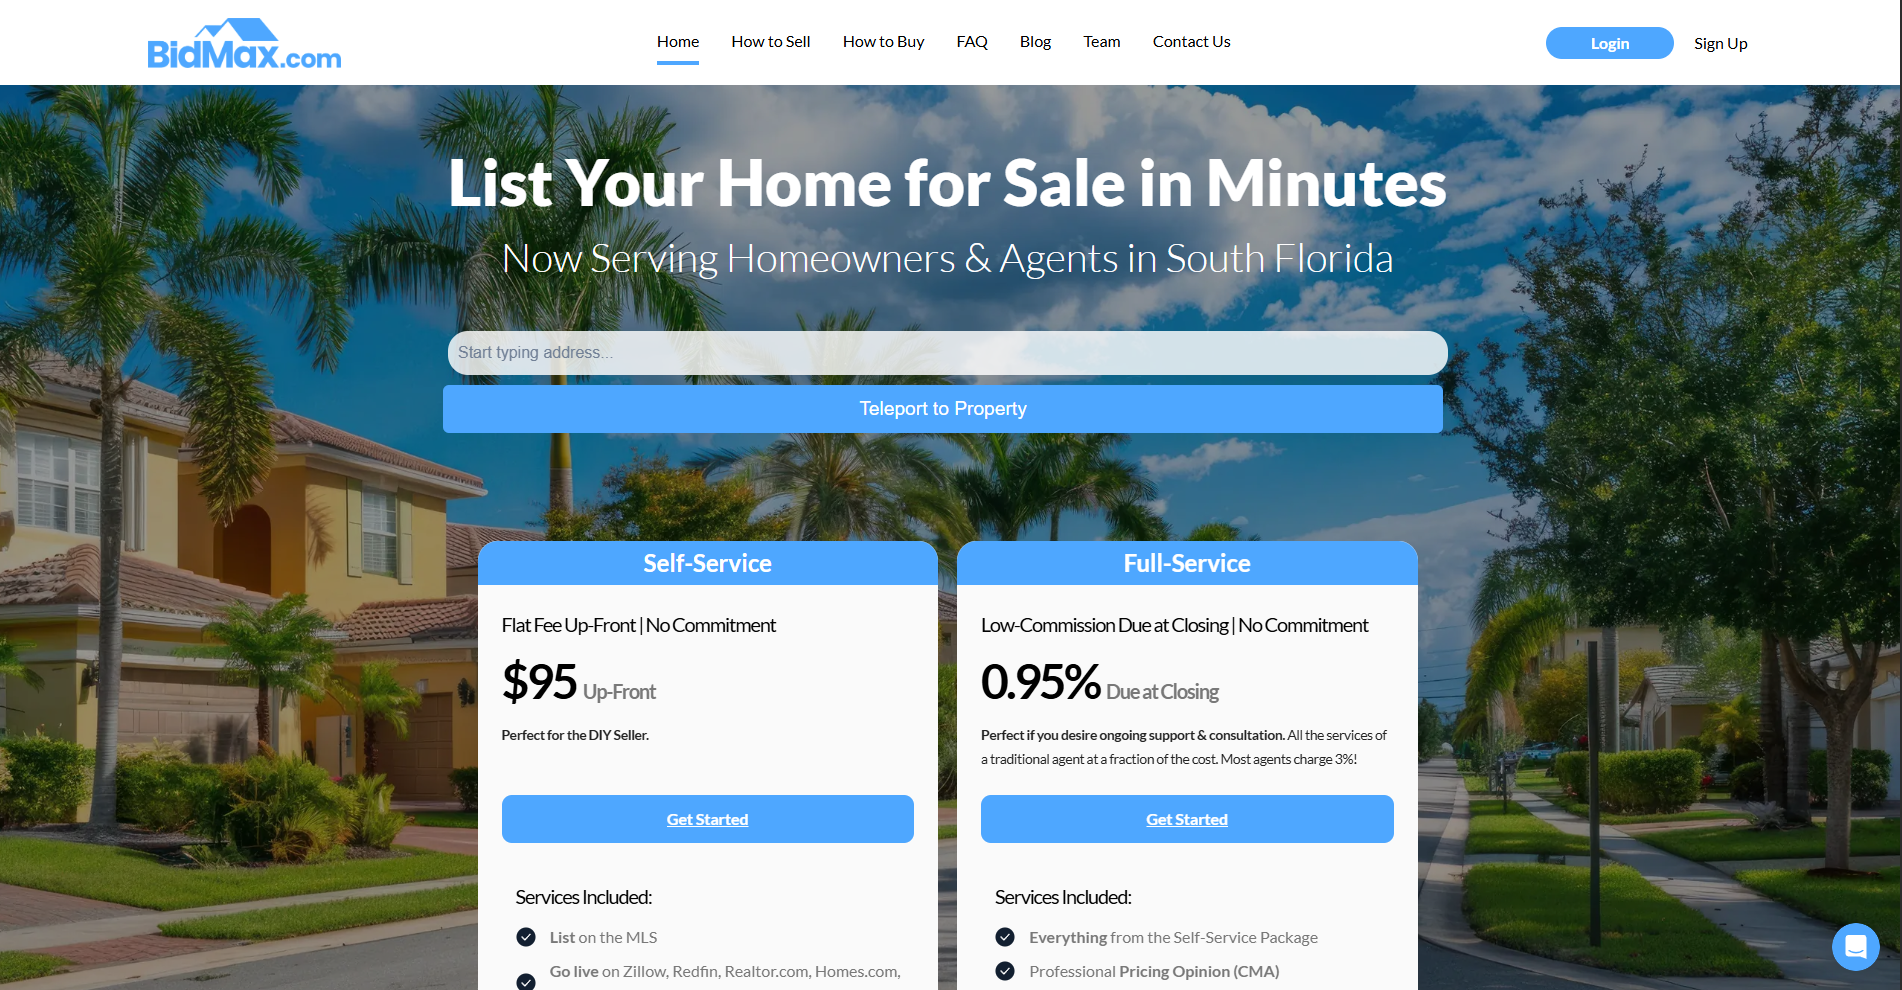 BidMax.com
Home
How to Sell
How to Buy
FAQ
Blog
Team
Contact Us
Login
Sign Up
List Your Home for Sale in Minutes
Now Serving Homeowners & Agents in South Florida
Start typing address...
Teleport to Property
Self-Service
Flat Fee Up-Front | No Commitment
$95 Up-Front
Perfect for the DIY Seller.
Get Started
Services Included:
List on the MLS
Go live on Zillow, Redfin, Realtor.com, Homes.com,
Full-Service
Low-Commission Due at Closing | No Commitment
0.95% Due at Closing
Perfect if you desire ongoing support & consultation. All the services of
a traditional agent at a fraction of the cost. Most agents charge 3%!
Get Started
Services Included:
Everything from the Self-Service Package
Professional Pricing Opinion (CMA)